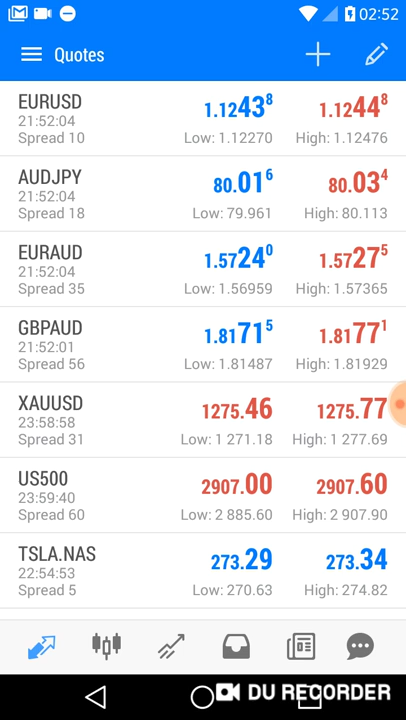 02:52
Quotes
EURUSD
21:52:04
Spread 10
1.12438
1.12448
Low: 1.12270
High: 1.12476
AUDJPY
21:52:04
Spread 18
80.016
80.034
Low: 79.961
High: 80.113
EURAUD
21:52:04
Spread 35
1.57240
1.57275
Low: 1.56959
High: 1.57365
GBPAUD
21:52:01
Spread 56
1.81715
1.81771
Low: 1.81487
High: 1.81929
XAUUSD
23:58:58
Spread 31
1275.46
1275.77
Low: 1 271.18
High: 1 277.69
US500
23:59:40
Spread 60
2907.00
2907.60
Low: 2 885.60
High: 2 907.90
TSLA.NAS
22:54:53
Spread 5
273.29
273.34
Low: 270.63
High: 274.82
DU RECORDER